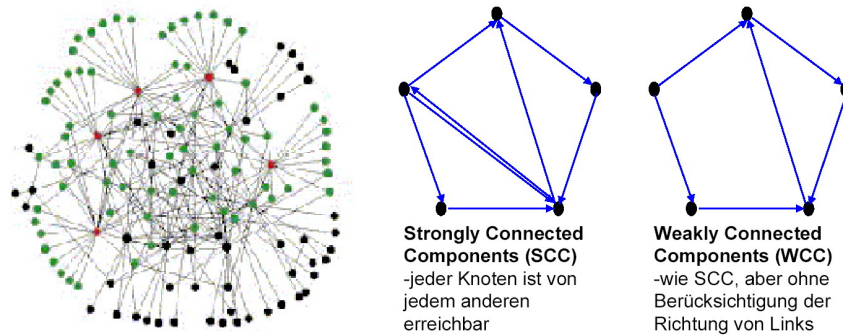 Strongly Connected
Components (SCC)
-jeder Knoten ist von
jedem anderen
erreichbar
Weakly Connected
Components (WCC)
-wie SCC, aber ohne
Berücksichtigung der
Richtung von Links